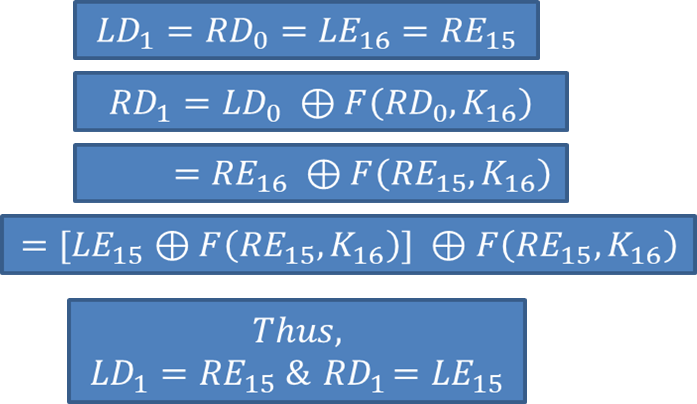 LD₁ = RD₀ = LE₁₆ = RE₁₅
RD₁ = LD₀ ⊕ F(RD₀, K₁₆)
= RE₁₆ ⊕ F(RE₁₅, K₁₆)
= [LE₁₅ ⊕ F(RE₁₅, K₁₆)] ⊕ F(RE₁₅, K₁₆)
Thus,
LD₁ = RE₁₅ & RD₁ = LE₁₅